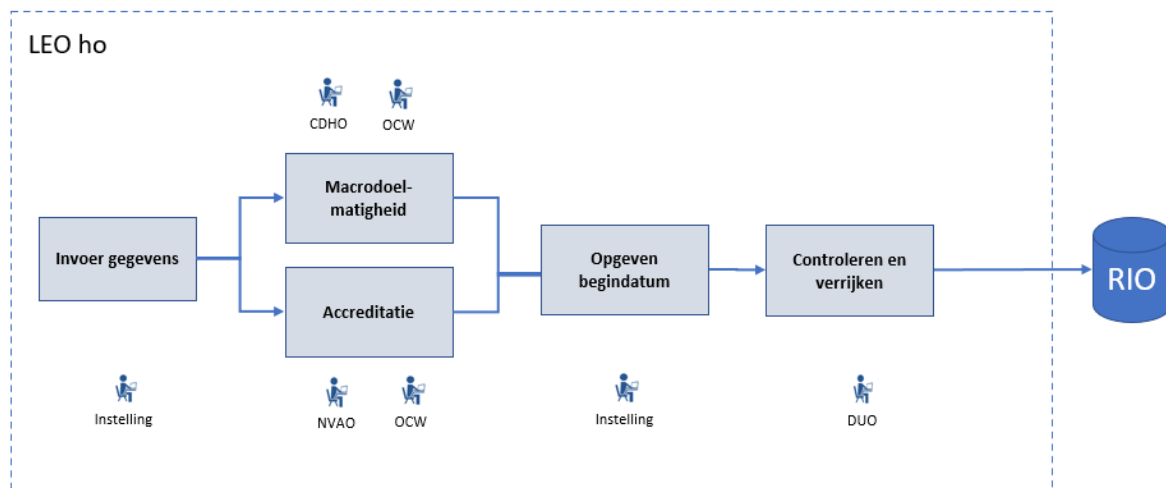 LEO ho
CDHO
OCW
Macrodoel-
matigheid
Invoer gegevens
Accreditatie
Opgeven
begindatum
Controleren en
verrijken
RIO
Instelling
NVAO
OCW
Instelling
DUO